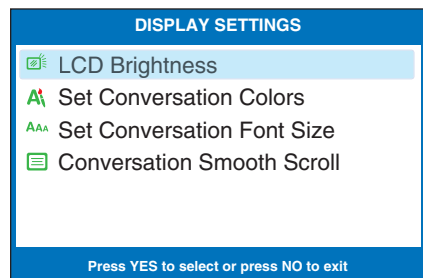 DISPLAY SETTINGS
LCD Brightness
Set Conversation Colors
AAA Set Conversation Font Size
Conversation Smooth Scroll
Press YES to select or press NO to exit